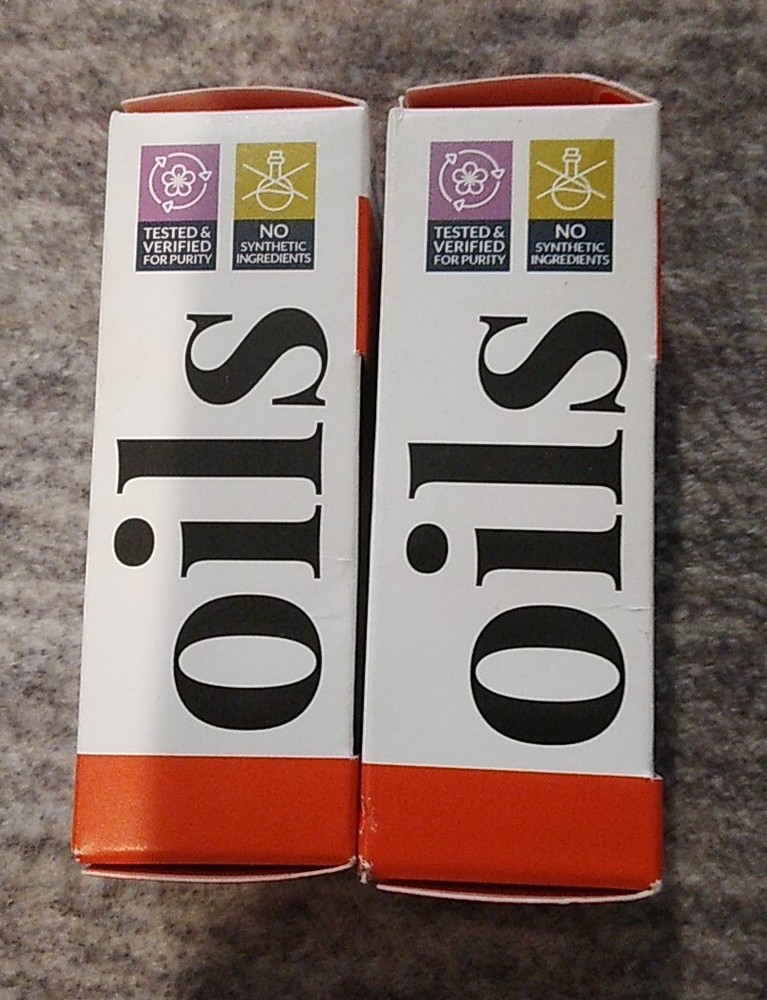 TESTED &
VERIFIED
FOR PURITY
NO
SYNTHETIC
INGREDIENTS
oils
TESTED &
VERIFIED
FOR PURITY
NO
SYNTHETIC
INGREDIENTS
oils